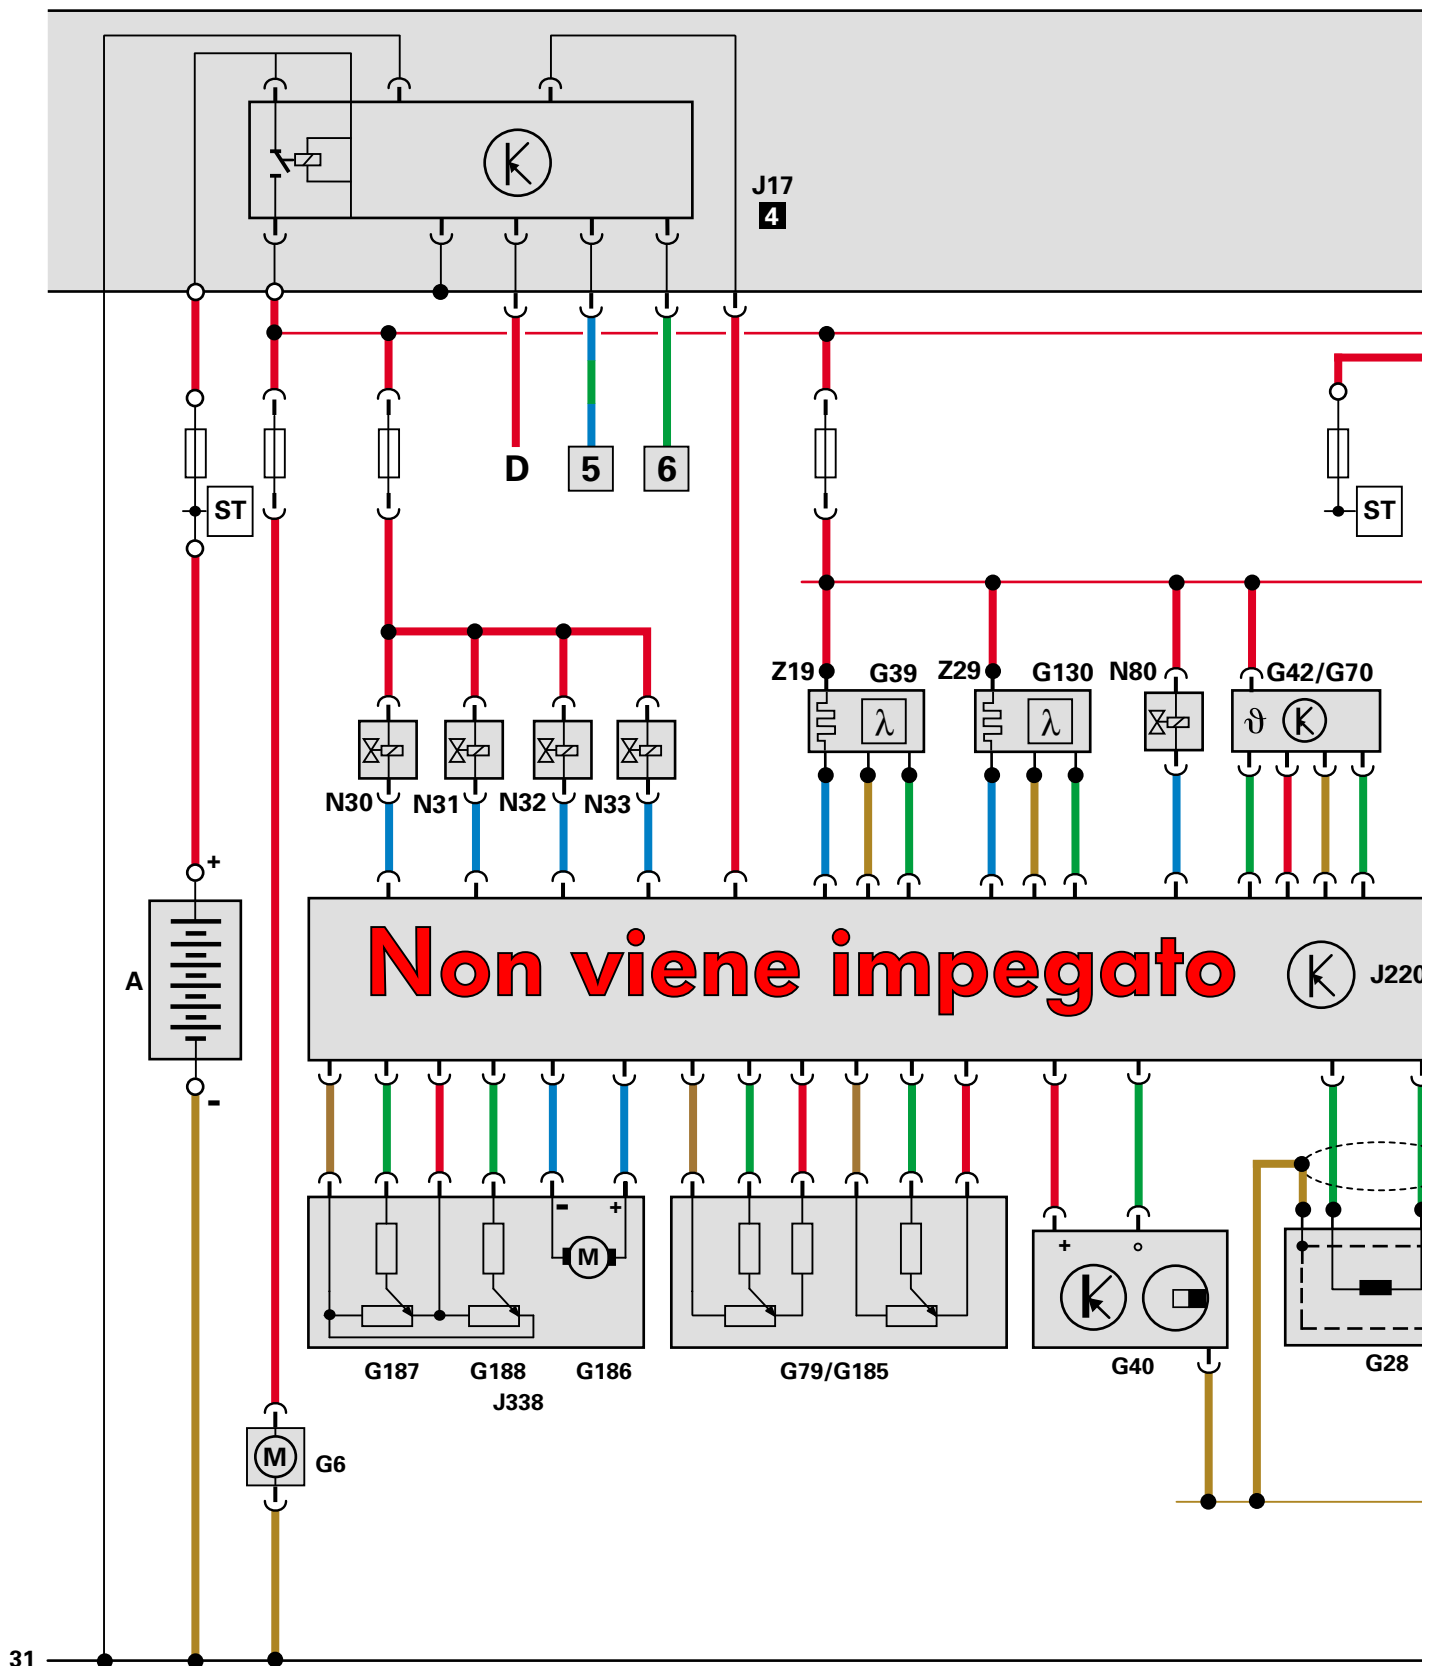 J17
4
D
5
6
ST
ST
Z19
G39
Z29
G130
N80
G42/G70
λ
λ
ϑ
N30
N31
N32
N33
+
A
Non viene impegato
J220
-
-
+
M
+
G187
G188
G186
J338
G79/G185
G40
G28
M
G6
31